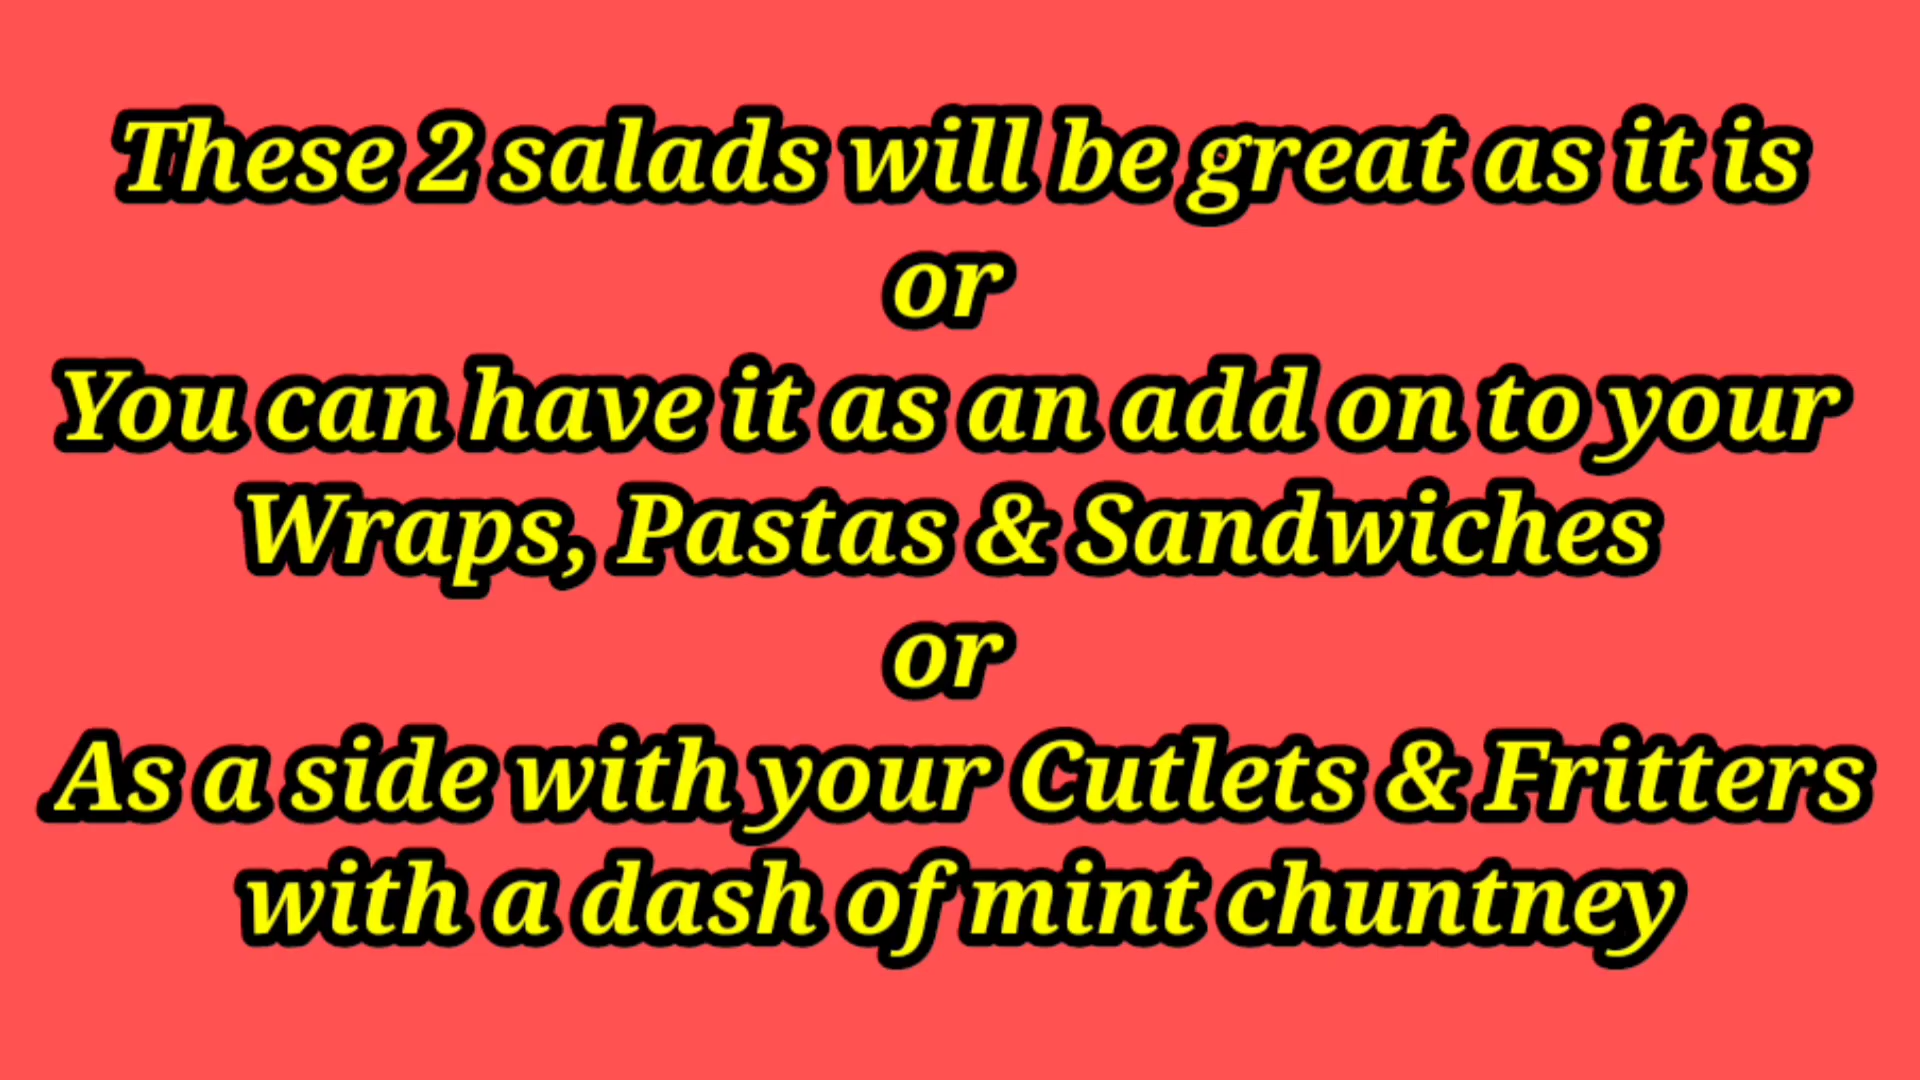 These 2 salads will be great as it is
or
You can have it as an add on to your
Wraps, Pastas & Sandwiches
or
As a side with your Cutlets & Fritters
with a dash of mint chuntney